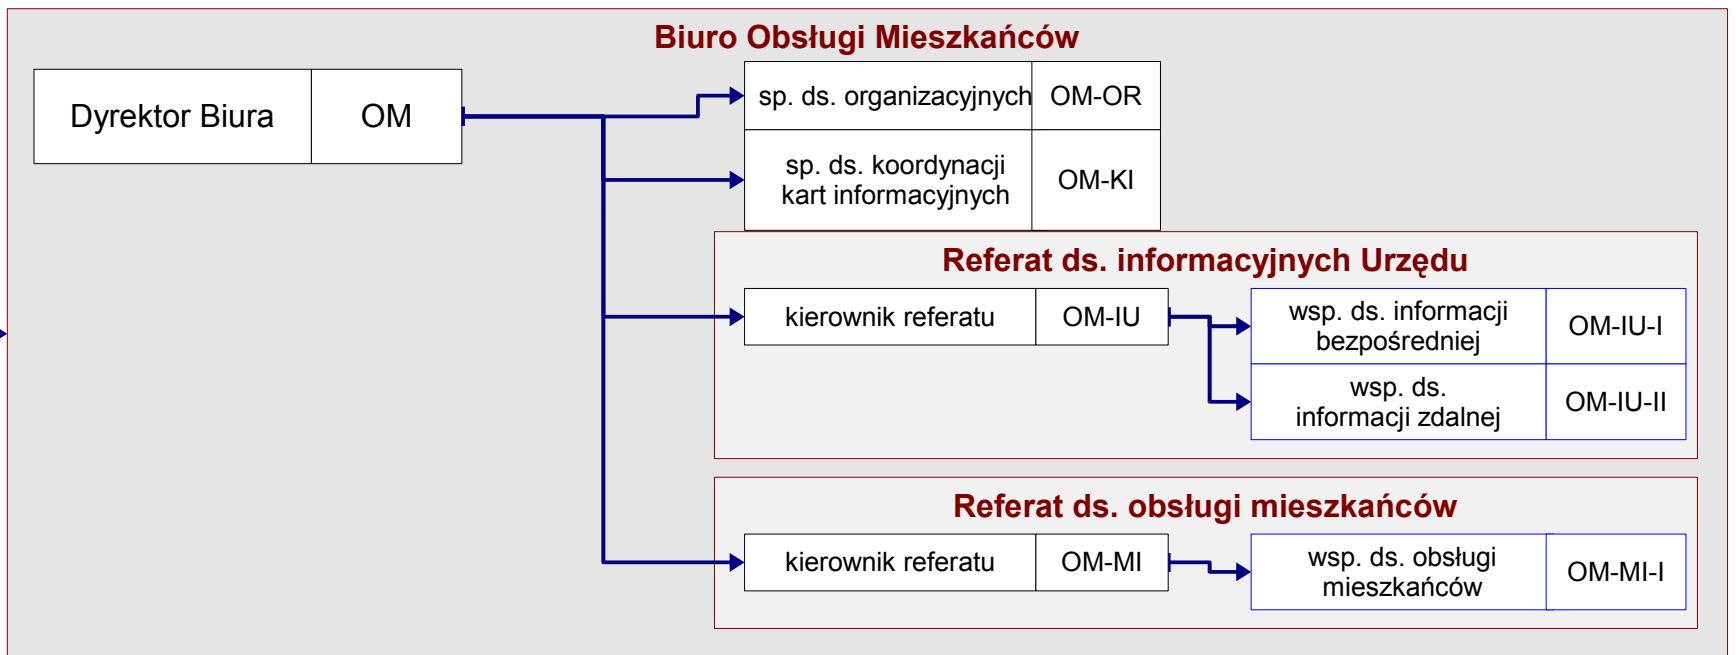 Biuro Obsługi Mieszkańców
Dyrektor Biura OM
sp. ds. organizacyjnych OM-OR
sp. ds. koordynacji
kart informacyjnych
OM-KI
Referat ds. informacyjnych Urzędu
kierownik referatu OM-IU
wsp. ds. informacji
bezpośredniej
OM-IU-I
wsp. ds.
informacji zdalnej
OM-IU-II
Referat ds. obsługi mieszkańców
kierownik referatu OM-MI
wsp. ds. obsługi
mieszkańców
OM-MI-I